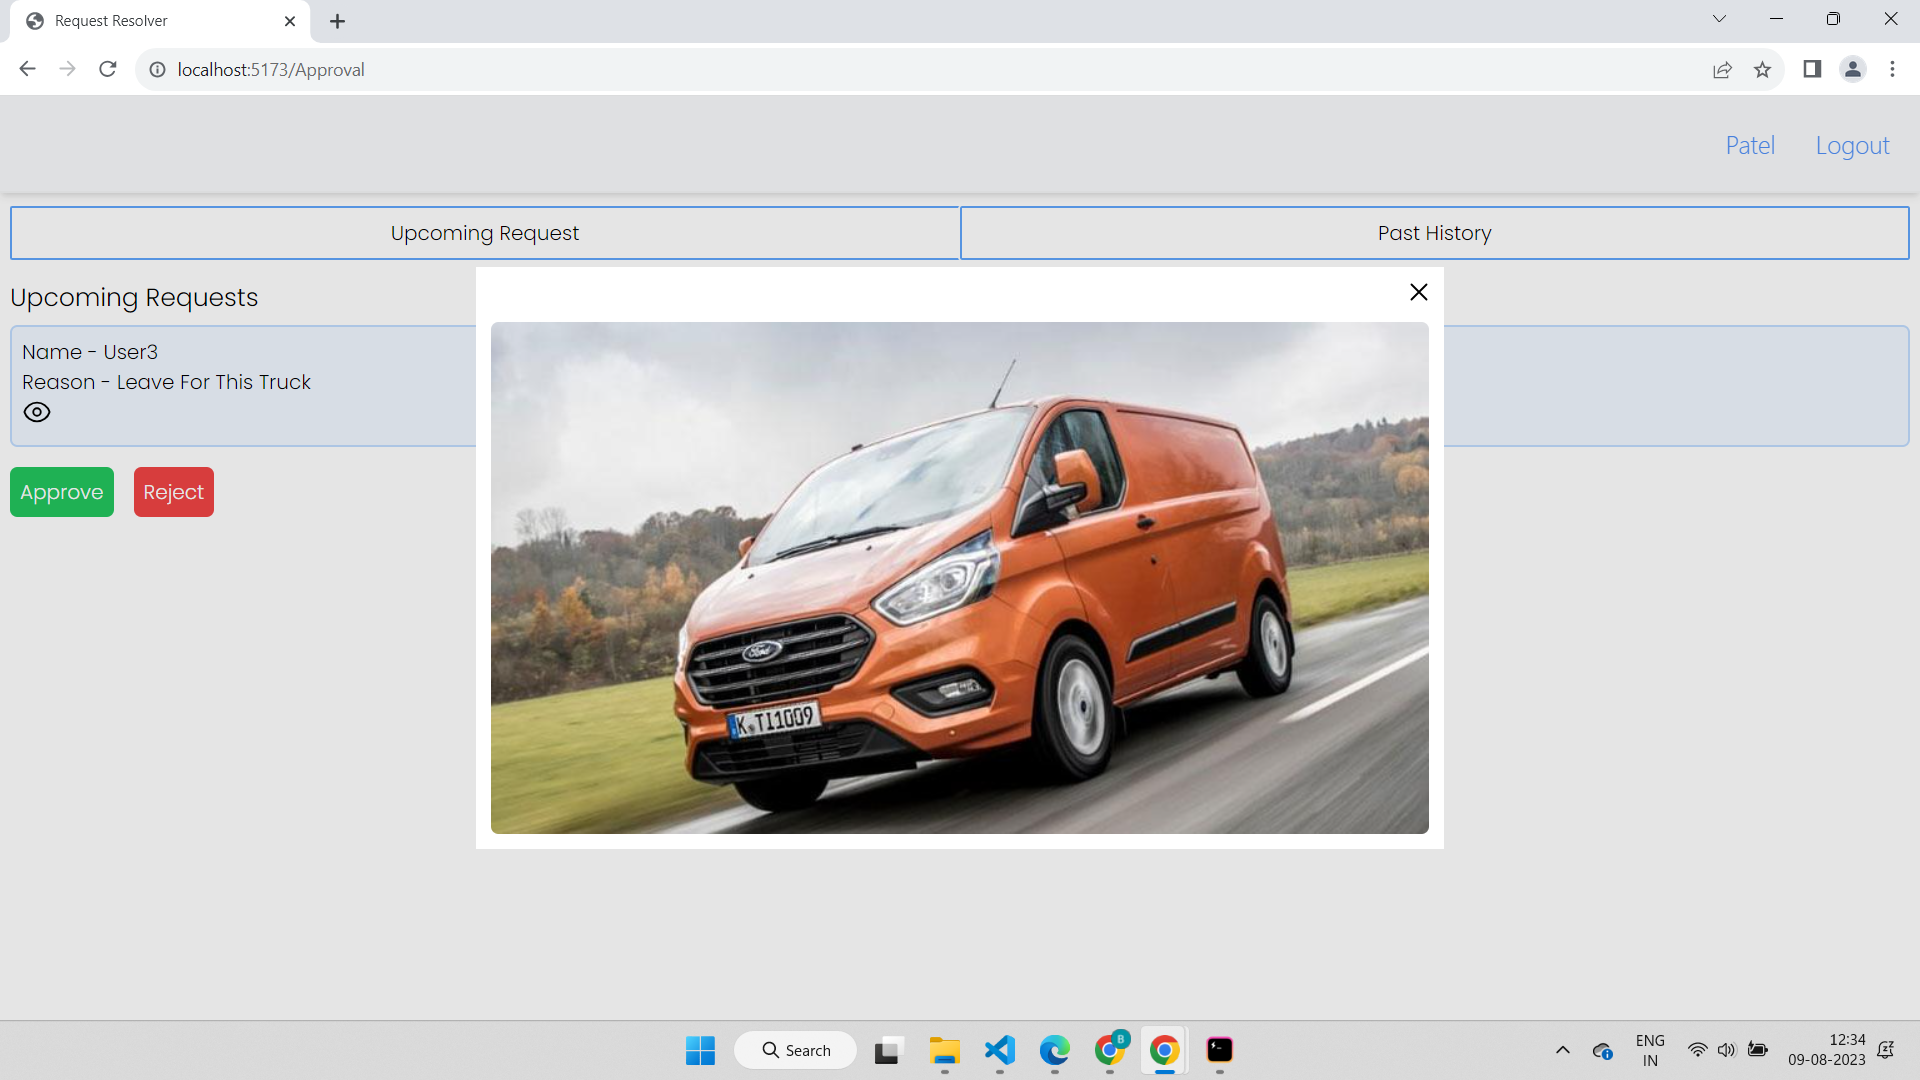 Request Resolver
localhost:5173/Approval
Patel Logout
Upcoming Request Past History
Upcoming Requests
Name - User3
Reason - Leave For This Truck
Approve Reject
Ford
K TI1009
Search
B
ENG
IN
12:34
09-08-2023